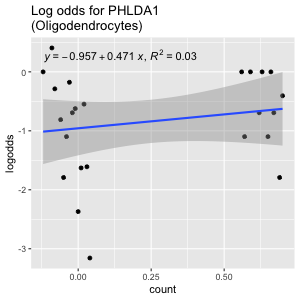 Log odds for PHLDA1
(Oligodendrocytes)
y = −0.957 + 0.471 x, R² = 0.03
0
-1
-2
-3
logodds
0.00 0.25 0.50
count